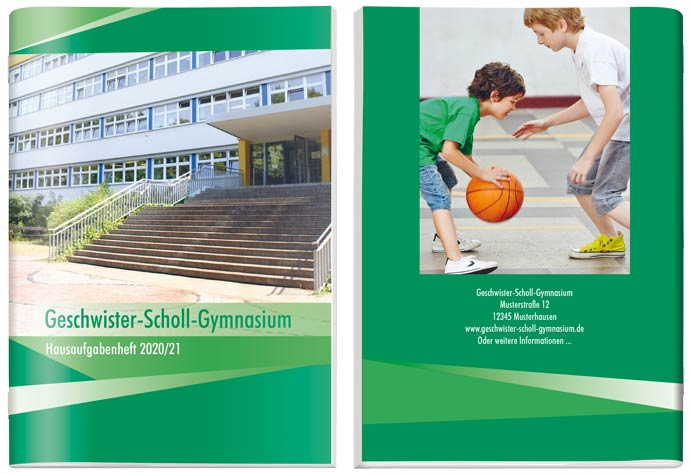 Geschwister-Scholl-Gymnasium
Hausaufgabenheft 2020/21
Geschwister-Scholl-Gymnasium
Musterstraße 12
12345 Musterhausen
www.geschwister-scholl-gymnasium.de
Oder weitere Informationen ...